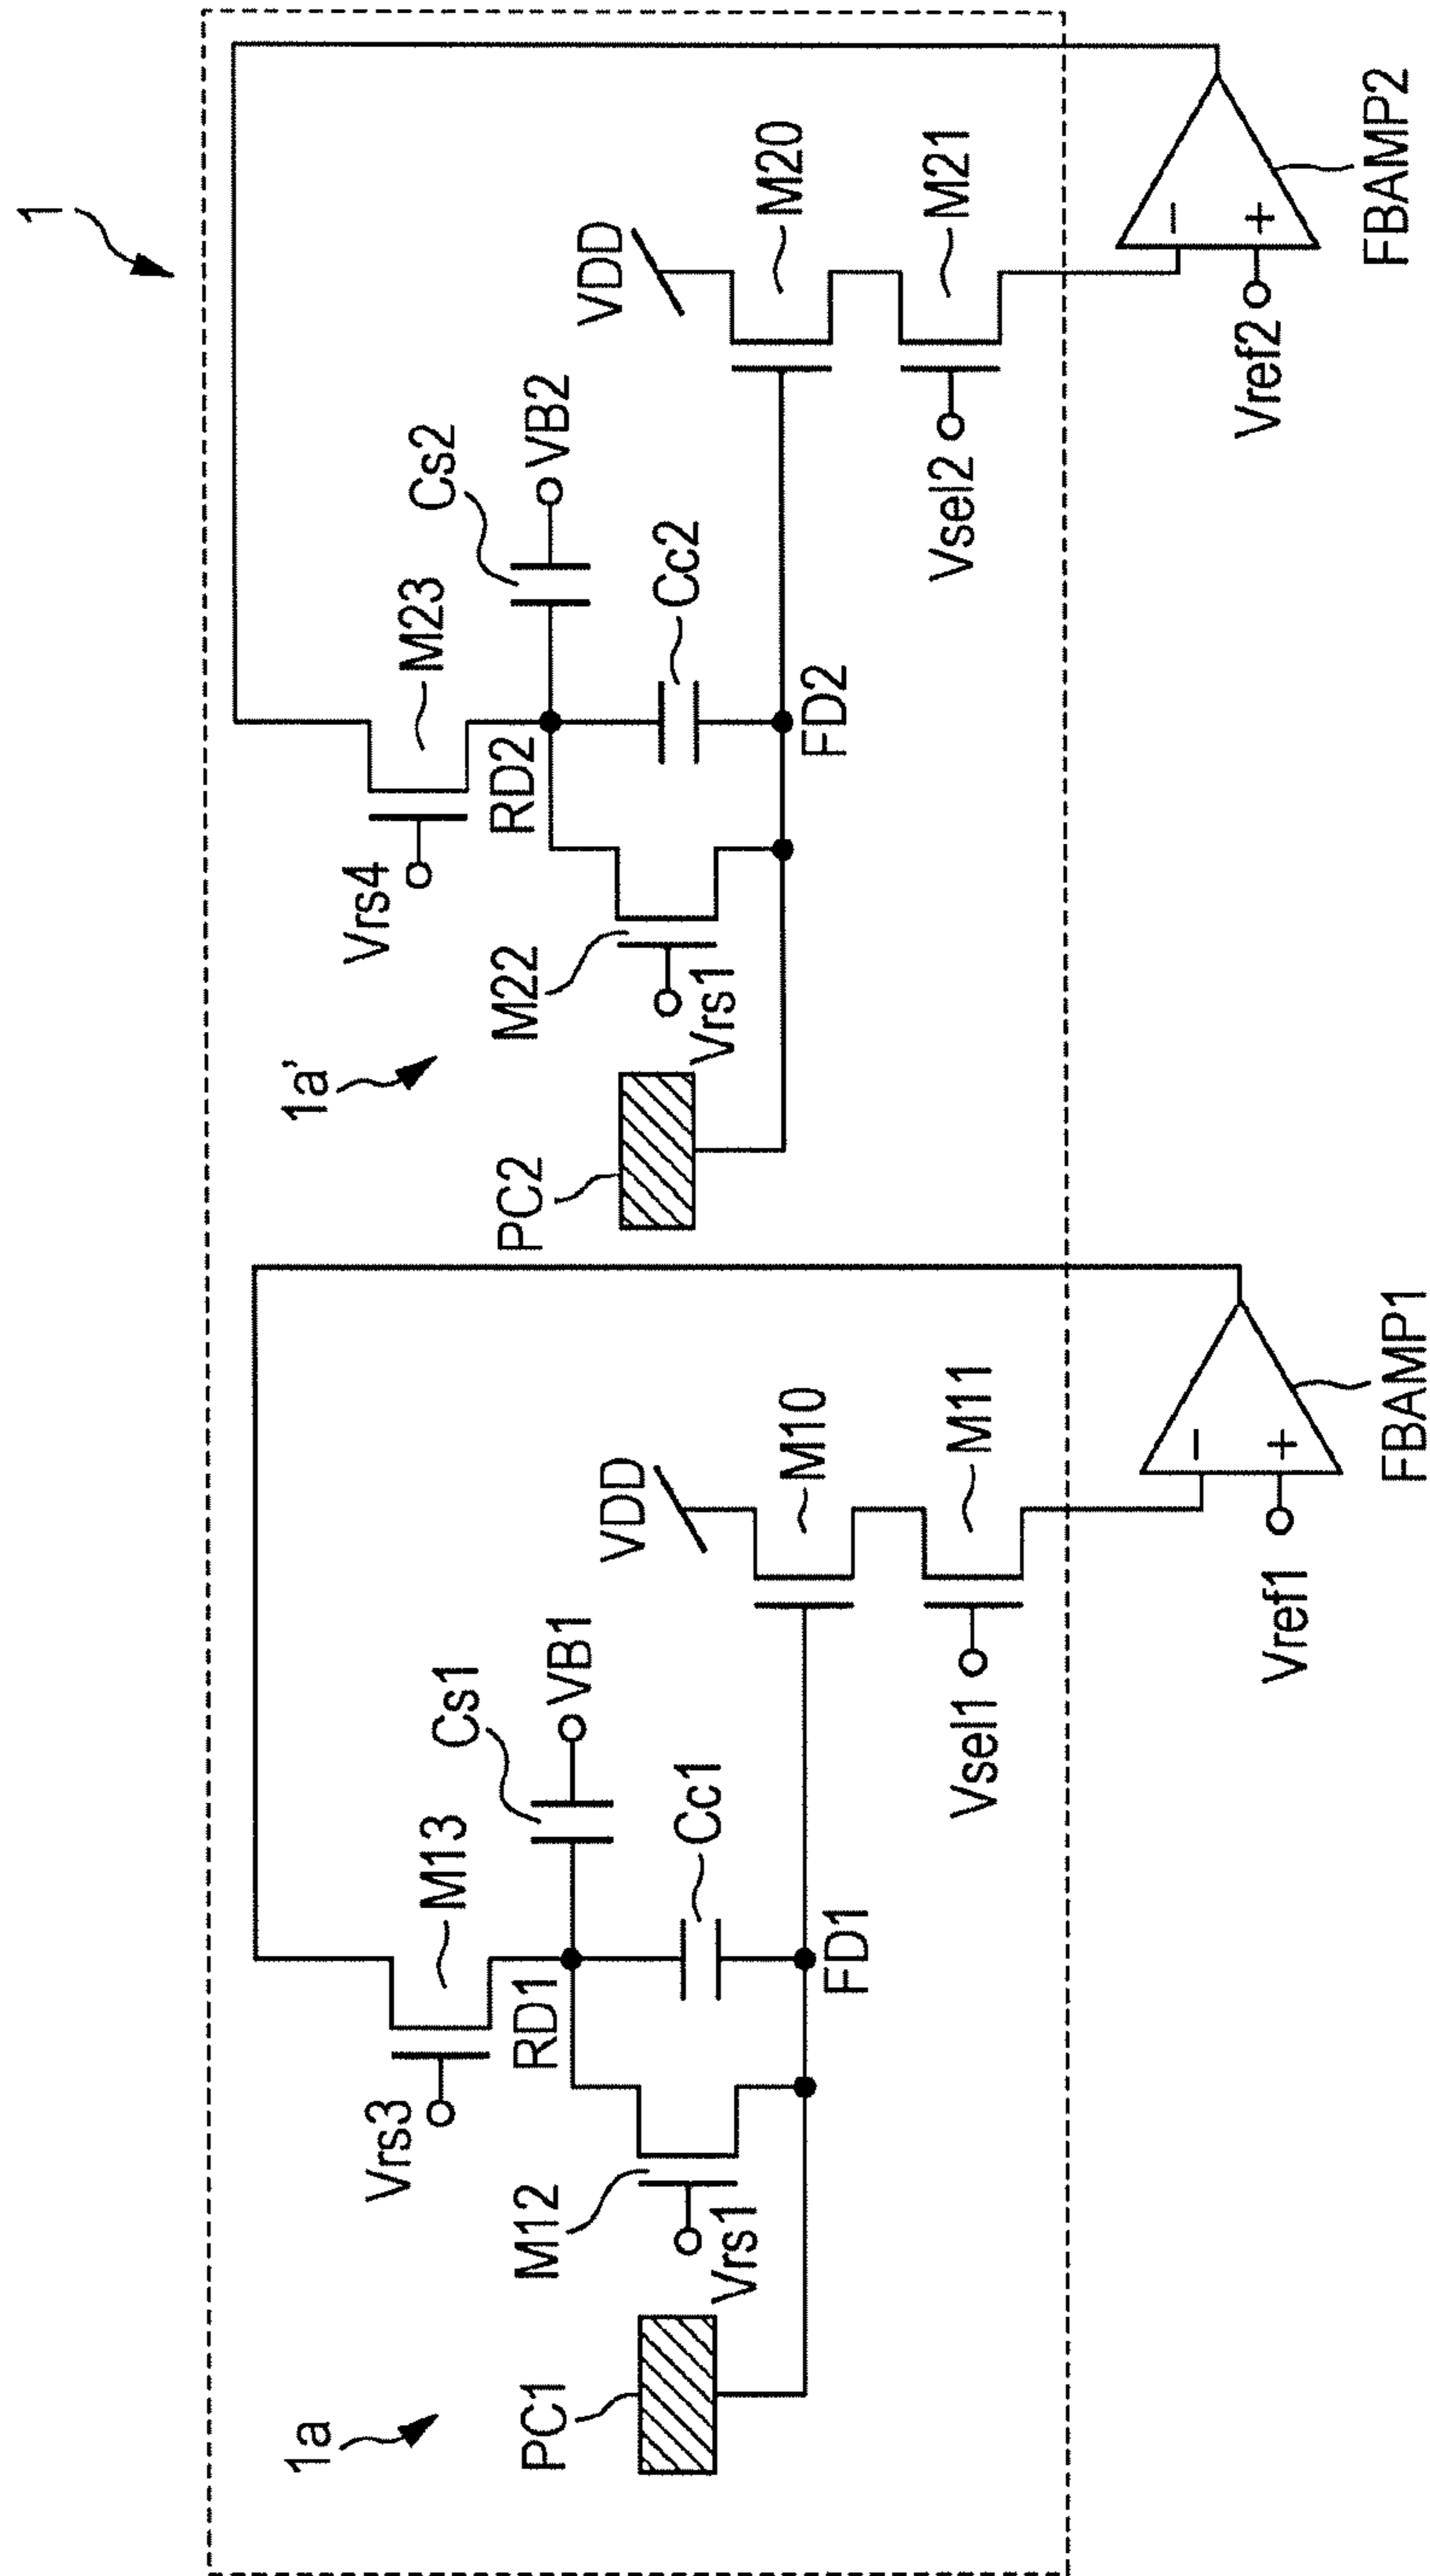 1
1a
Vrs3
M13
RD1
Cs1
VB1
M12
Vrs1
Cc1
PC1
FD1
VDD
M10
M11
Vsel1
Vref1
−
+
FBAMP1
1a'
Vrs4
M23
RD2
Cs2
VB2
M22
Vrs1
Cc2
PC2
FD2
VDD
M20
M21
Vsel2
Vref2
−
+
FBAMP2